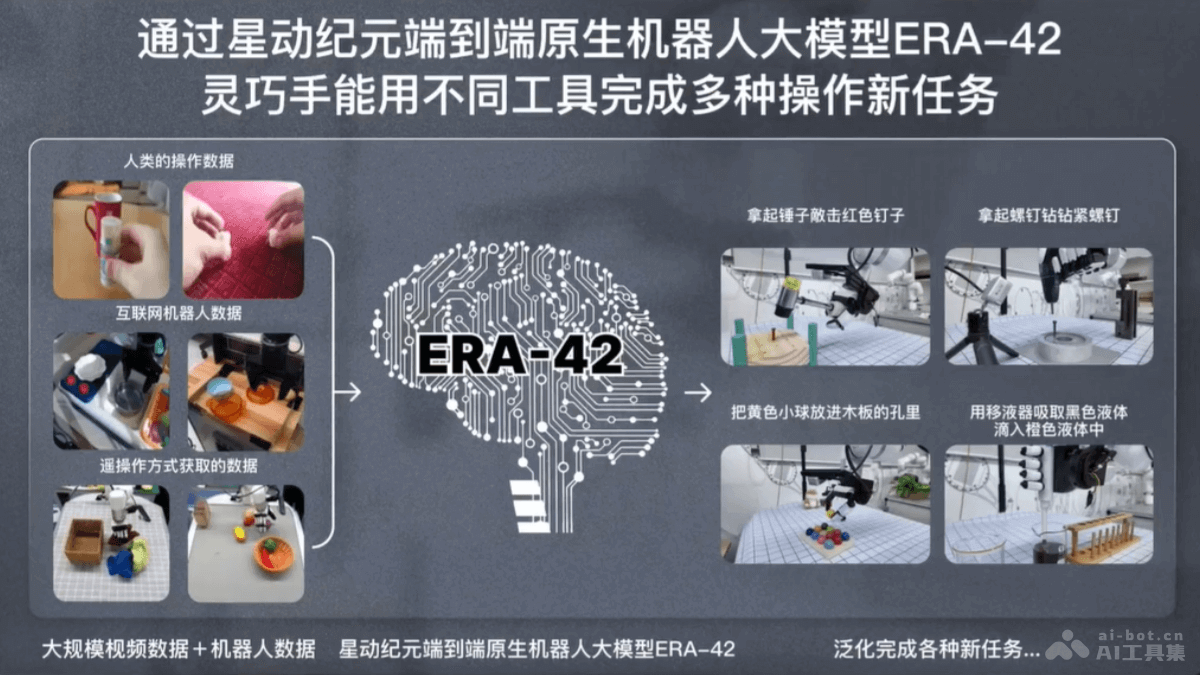 通过星动纪元端到端原生机器人大模型ERA-42
灵巧手能用不同工具完成多种操作新任务
人类的操作数据
互联网机器人数据
遥操作方式获取的数据
ERA-42
拿起锤子敲击红色钉子
拿起螺钉钻钻紧螺钉
把黄色小球放进木板的孔里
用移液器吸取黑色液体
滴入橙色液体中
大规模视频数据+机器人数据
星动纪元端到端原生机器人大模型ERA-42
泛化完成各种新任务...
ai-bot.cn
AI工具集